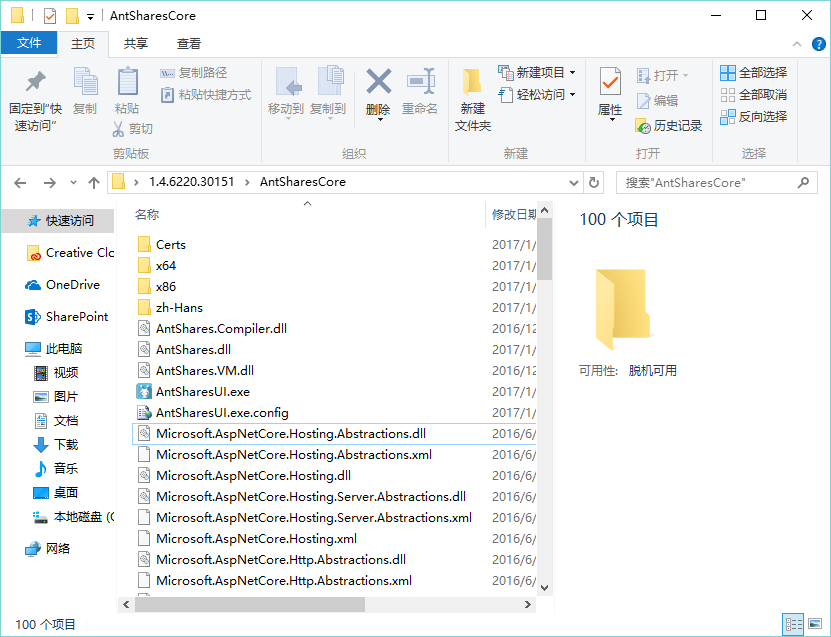 AntSharesCore
文件 主页 共享 查看
固定到"快速访问"
复制
粘贴
复制路径
粘贴快捷方式
剪切
剪贴板
移动到
复制到
删除
重命名
组织
新建文件夹
新建项目
轻松访问
新建
属性
打开
编辑
历史记录
打开
全部选择
全部取消
反向选择
选择
1.4.6220.30151 > AntSharesCore
搜索"AntSharesCore"
快速访问
Creative Clo
OneDrive
SharePoint
此电脑
视频
图片
文档
下载
音乐
桌面
本地磁盘 (C
网络
名称 修改日期
Certs 2017/1/
x64 2017/1/
x86 2017/1/
zh-Hans 2017/1/
AntShares.Compiler.dll 2016/12
AntShares.dll 2017/1/
AntShares.VM.dll 2016/12
AntSharesUI.exe 2017/1/
AntSharesUI.exe.config 2017/1/
Microsoft.AspNetCore.Hosting.Abstractions.dll 2016/6/
Microsoft.AspNetCore.Hosting.Abstractions.xml 2016/6/
Microsoft.AspNetCore.Hosting.dll 2016/6/
Microsoft.AspNetCore.Hosting.Server.Abstractions.dll 2016/6/
Microsoft.AspNetCore.Hosting.Server.Abstractions.xml 2016/6/
Microsoft.AspNetCore.Hosting.xml 2016/6/
Microsoft.AspNetCore.Http.Abstractions.dll 2016/6/
Microsoft.AspNetCore.Http.Abstractions.xml 2016/6/
100 个项目
可用性: 脱机可用
100 个项目